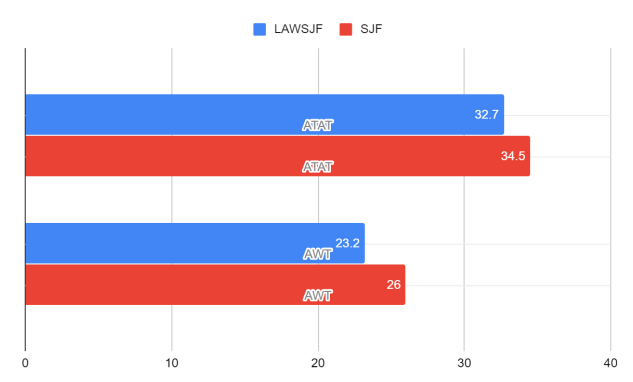 LAWSJF SJF
32.7
ATAT
34.5
ATAT
23.2
AWT
26
AWT
0 10 20 30 40